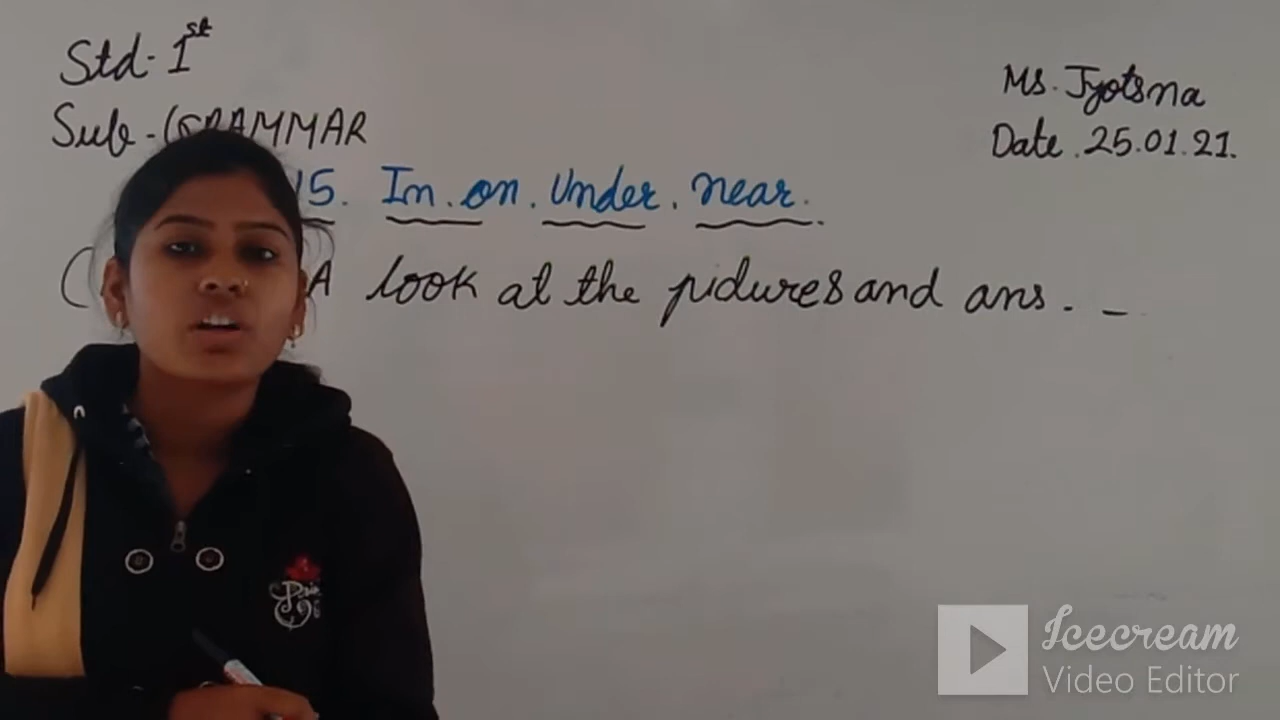 Std- 1st
Sub - GRAMMAR
Ms. Jyotsna
Date . 25.01.21.
15. In. on. Under. near.
A look at the pictures and ans. -
Icecream
Video Editor